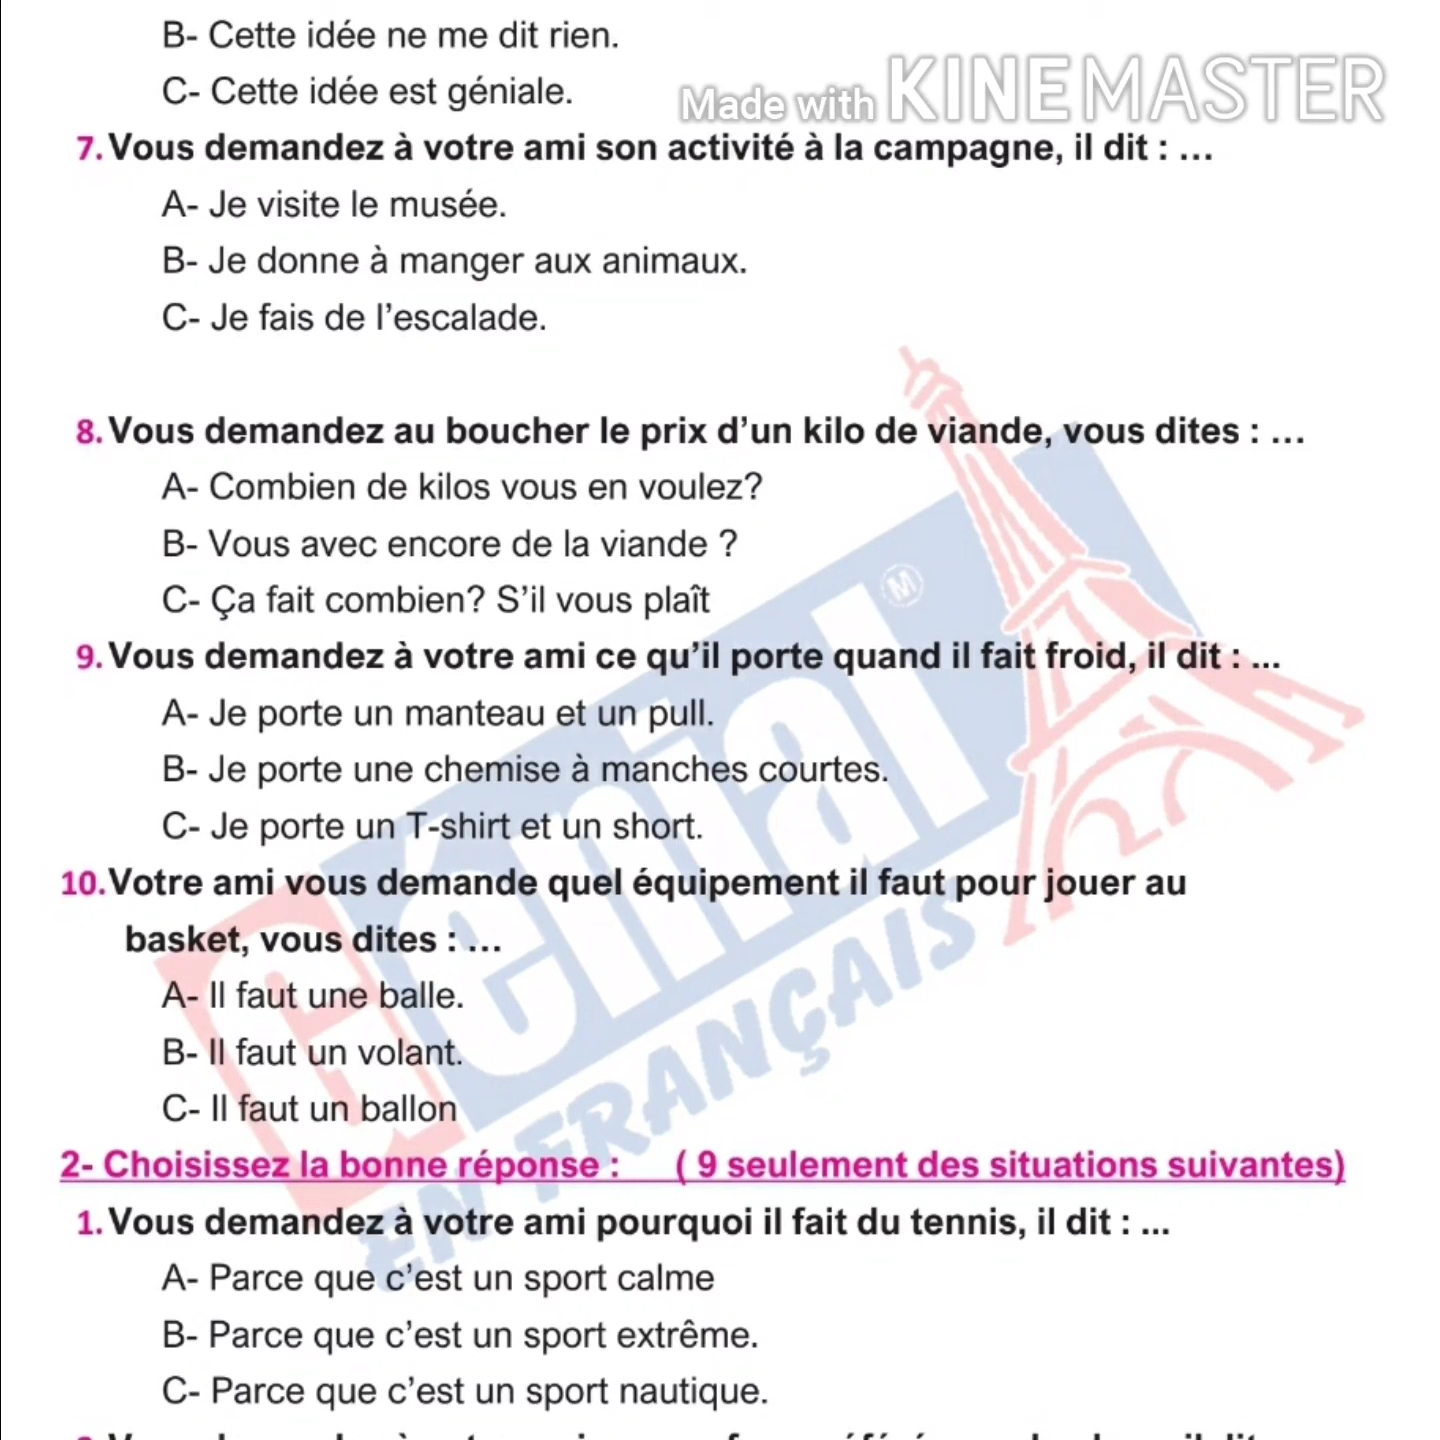 B- Cette idée ne me dit rien.
C- Cette idée est géniale.
Made with KINEMASTER
7. Vous demandez à votre ami son activité à la campagne, il dit : ...
A- Je visite le musée.
B- Je donne à manger aux animaux.
C- Je fais de l’escalade.
8. Vous demandez au boucher le prix d’un kilo de viande, vous dites : ...
A- Combien de kilos vous en voulez?
B- Vous avec encore de la viande ?
C- Ça fait combien? S’il vous plaît
9. Vous demandez à votre ami ce qu’il porte quand il fait froid, il dit : ...
A- Je porte un manteau et un pull.
B- Je porte une chemise à manches courtes.
C- Je porte un T-shirt et un short.
10. Votre ami vous demande quel équipement il faut pour jouer au
basket, vous dites : ...
A- Il faut une balle.
B- Il faut un volant.
C- Il faut un ballon
Genial M
EN FRANÇAIS
2- Choisissez la bonne réponse : ( 9 seulement des situations suivantes)
1. Vous demandez à votre ami pourquoi il fait du tennis, il dit : ...
A- Parce que c’est un sport calme
B- Parce que c’est un sport extrême.
C- Parce que c’est un sport nautique.